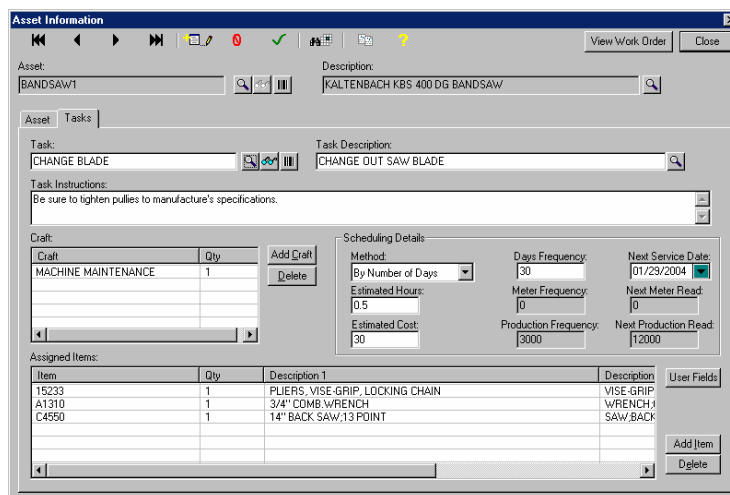 Asset Information
View Work Order Close
Asset: Description:
BANDSAW1 KALTENBACH KBS 400 DG BANDSAW
Asset Tasks
Task: Task Description:
CHANGE BLADE CHANGE OUT SAW BLADE
Task Instructions:
Be sure to tighten pullies to manufacture's specifications.
Craft: Scheduling Details
Craft Qty Add Craft Method: Days Frequency: Next Service Date:
MACHINE MAINTENANCE 1 Delete By Number of Days 30 01/29/2004
Estimated Hours: Meter Frequency: Next Meter Read:
0.5 0 0
Estimated Cost: Production Frequency: Next Production Read:
30 3000 12000
Assigned Items:
Item Qty Description 1 Description User Fields
15233 1 PLIERS, VISE-GRIP, LOCKING CHAIN VISE-GRIP
A1310 1 3/4" COMB.WRENCH WRENCH;
C4550 1 14" BACK SAW;13 POINT SAW;BACK
Add Item
Delete